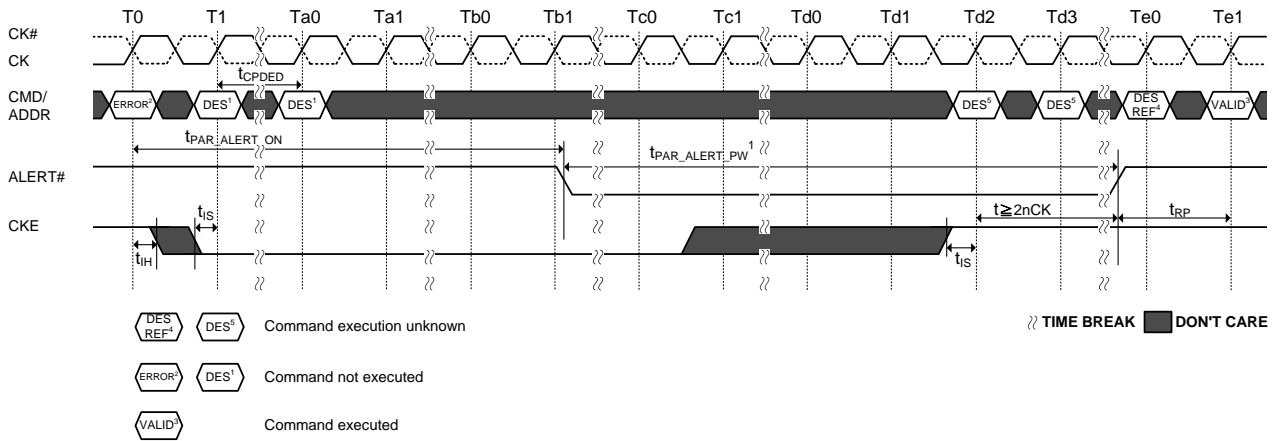 T0 T1 Ta0 Ta1 Tb0 Tb1 Tc0 Tc1 Td0 Td1 Td2 Td3 Te0 Te1
CK#
CK
tCPDED
CMD/
ADDR
ERROR² DES¹ DES¹ DES⁵ DES⁵ DES REF⁴ VALID³
tPAR_ALERT_ON
tPAR_ALERT_PW¹
ALERT#
tIS
t≧2nCK
tRP
CKE
tIH
tIS
DES REF⁴ DES⁵ Command execution unknown
TIME BREAK DON'T CARE
ERROR² DES¹ Command not executed
VALID³ Command executed